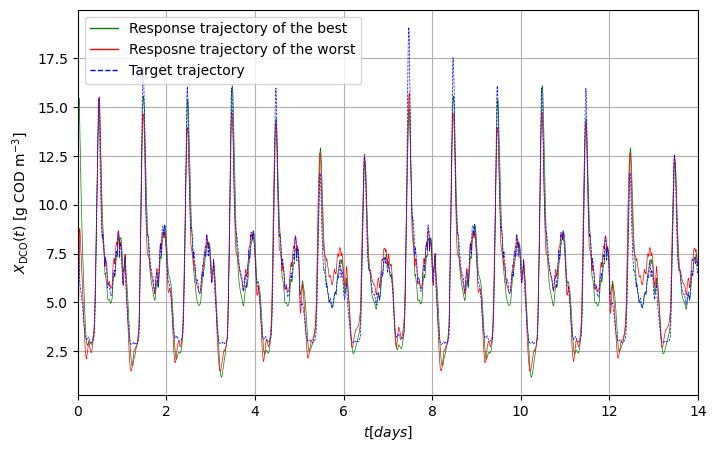 Response trajectory of the best
Resposne trajectory of the worst
Target trajectory
17.5
15.0
12.5
10.0
7.5
5.0
2.5
X_DCO(t) [g COD m⁻³]
0 2 4 6 8 10 12 14
t[days]